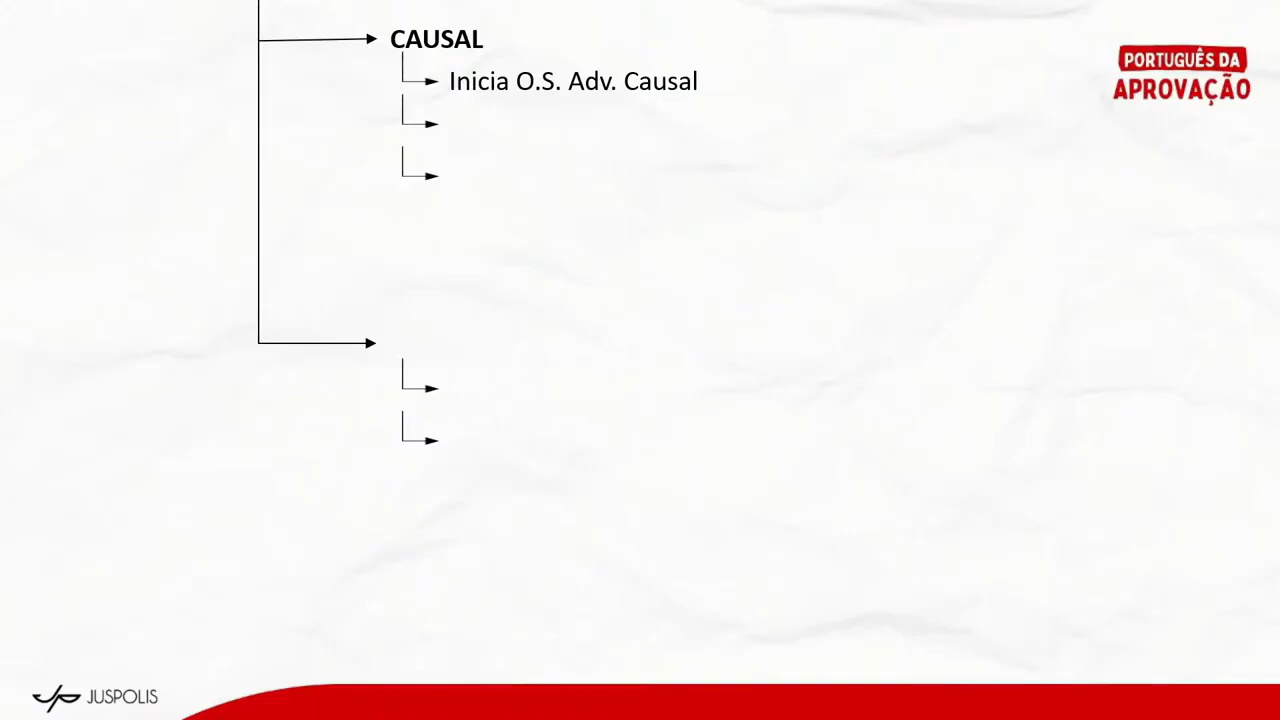 CAUSAL
PORTUGUÊS DA
APROVAÇÃO
Inicia O.S. Adv. Causal
JUSPOLIS